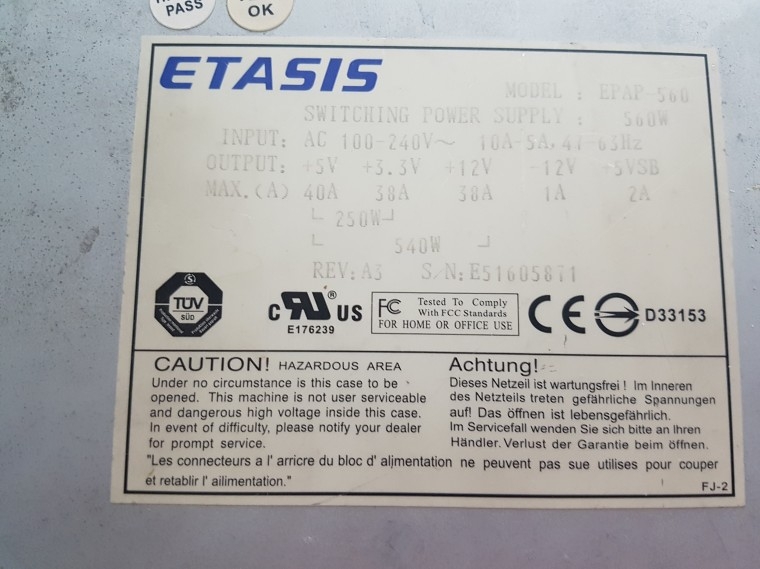 PASS
OK
ETASIS
MODEL : EPAP-560
SWITCHING POWER SUPPLY : 560W
INPUT: AC 100-240V~ 10A-5A, 47-63Hz
OUTPUT: +5V +3.3V +12V -12V +5VSB
MAX.(A) 40A 38A 38A 1A 2A
250W
540W
REV: A3 S/N: E51605871
TÜV
SÜD
c RU ® US
E176239
FC Tested To Comply
With FCC Standards
FOR HOME OR OFFICE USE
CE
D33153
CAUTION! HAZARDOUS AREA
Under no circumstance is this case to be
opened. This machine is not user serviceable
and dangerous high voltage inside this case.
In event of difficulty, please notify your dealer
for prompt service.
Achtung!
Dieses Netzeil ist wartungsfrei ! Im Inneren
des Netzteils treten gefährliche Spannungen
auf! Das öffnen ist lebensgefährlich.
Im Servicefall wenden Sie sich bitte an Ihren
Händler. Verlust der Garantie beim öffnen.
"Les connecteurs a l' arricre du bloc d' aljmentation ne peuvent pas sue utilises pour couper
et retablir l' ailimentation."
FJ-2